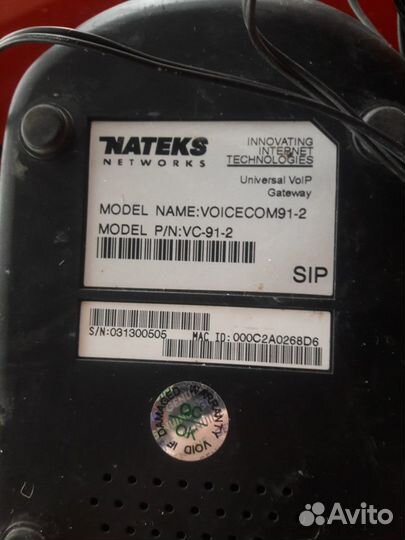 NATEKS
NETWORKS
INNOVATING
INTERNET
TECHNOLOGIES
Universal VoIP
Gateway
MODEL NAME:VOICECOM91-2
MODEL P/N:VC-91-2
SIP
S/N:031300505 MAC ID:000C2A0268D6
WARRANTY VOID IF DAMAGED
QC
OK
Avito